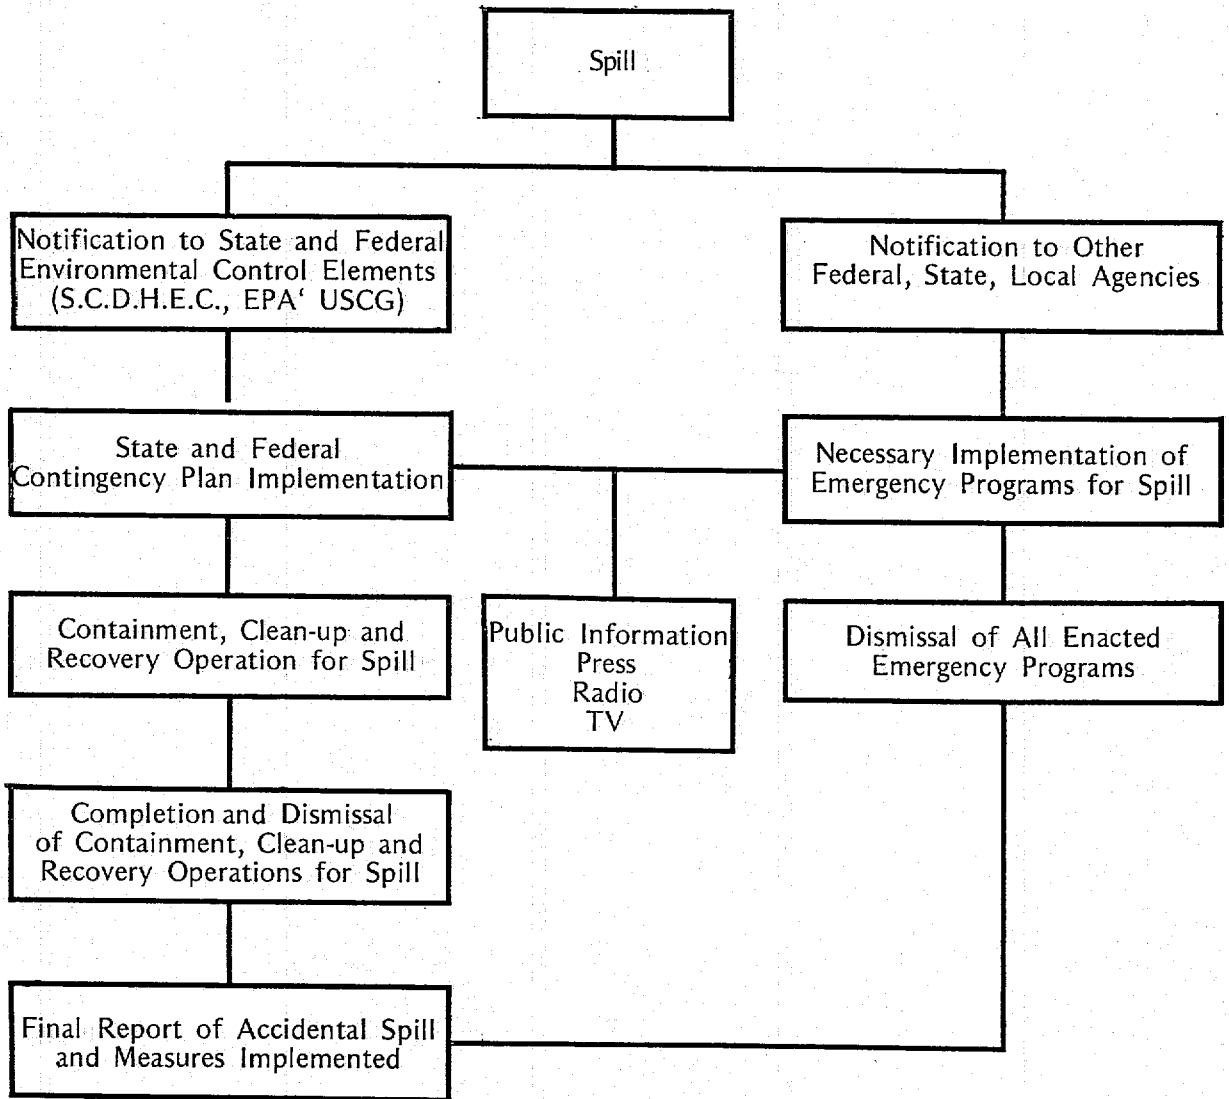 Spill
Notification to State and Federal
Environmental Control Elements
(S.C.D.H.E.C., EPA‘ USCG)
Notification to Other
Federal, State, Local Agencies
State and Federal
Contingency Plan Implementation
Necessary Implementation of
Emergency Programs for Spill
Containment, Clean-up and
Recovery Operation for Spill
Public Information
Press
Radio
TV
Dismissal of All Enacted
Emergency Programs
Completion and Dismissal
of Containment, Clean-up and
Recovery Operations for Spill
Final Report of Accidental Spill
and Measures Implemented